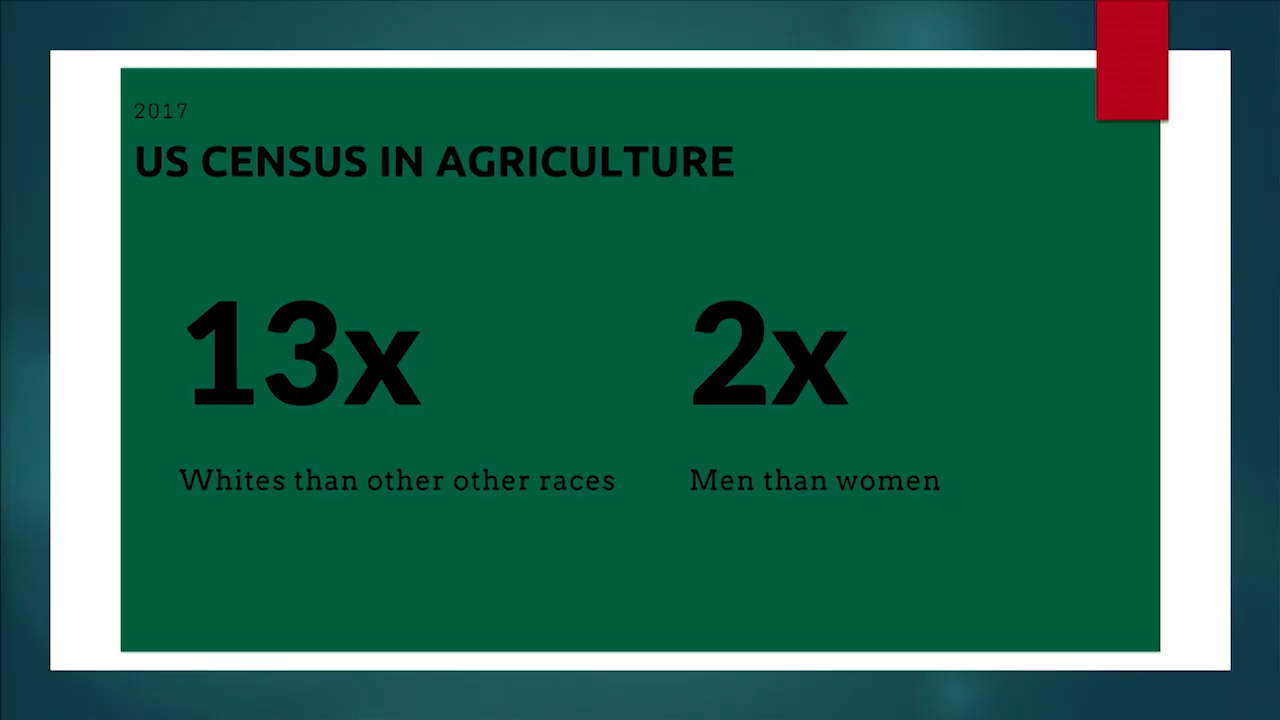 2017
US CENSUS IN AGRICULTURE
13x
2x
Whites than other other races
Men than women